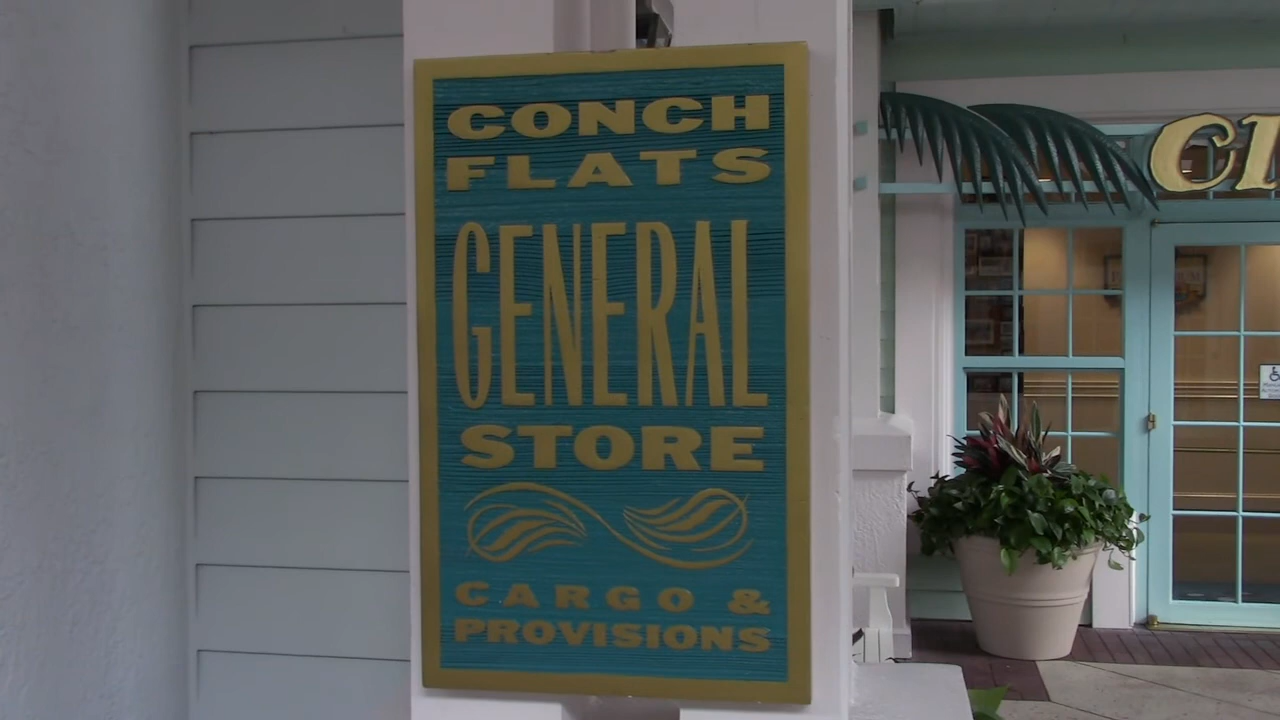 CONCH
FLATS
GENERAL
STORE
CARGO &
PROVISIONS